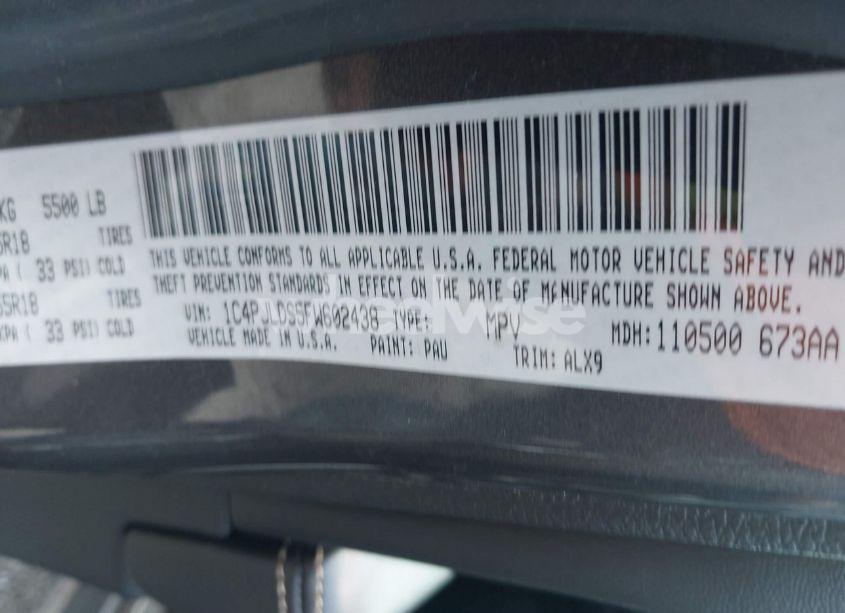 KG 5500 LB
5R18 TIRES
PA ( 33 PSI) COLD
55R18 TIRES
KPA ( 33 PSI) COLD
THIS VEHICLE CONFORMS TO ALL APPLICABLE U.S.A. FEDERAL MOTOR VEHICLE SAFETY AND
THEFT PREVENTION STANDARDS IN EFFECT ON THE DATE OF MANUFACTURE SHOWN ABOVE.
VIN: 1C4PJLDS5FW602438 TYPE: MPV MDH: 110500 673AA
VEHICLE MADE IN U.S.A. PAINT: PAU TRIM: ALX9